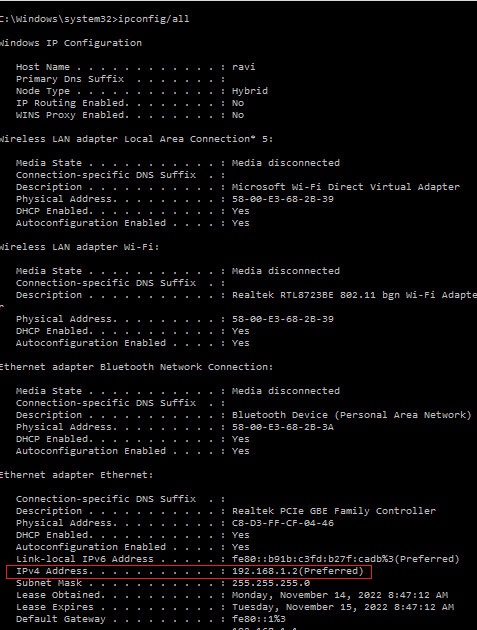 C:\Windows\system32>ipconfig/all
Windows IP Configuration
Host Name . . . . . . . . . . . . : ravi
Primary Dns Suffix  . . . . . . . :
Node Type . . . . . . . . . . . . : Hybrid
IP Routing Enabled. . . . . . . . : No
WINS Proxy Enabled. . . . . . . . : No
Wireless LAN adapter Local Area Connection* 5:
Media State . . . . . . . . . . . : Media disconnected
Connection-specific DNS Suffix  . :
Description . . . . . . . . . . . : Microsoft Wi-Fi Direct Virtual Adapter
Physical Address. . . . . . . . . : 58-00-E3-68-2B-39
DHCP Enabled. . . . . . . . . . . : Yes
Autoconfiguration Enabled . . . . : Yes
Wireless LAN adapter Wi-Fi:
Media State . . . . . . . . . . . : Media disconnected
Connection-specific DNS Suffix  . :
Description . . . . . . . . . . . : Realtek RTL8723BE 802.11 bgn Wi-Fi Adapte
r
Physical Address. . . . . . . . . : 58-00-E3-68-2B-39
DHCP Enabled. . . . . . . . . . . : Yes
Autoconfiguration Enabled . . . . : Yes
Ethernet adapter Bluetooth Network Connection:
Media State . . . . . . . . . . . : Media disconnected
Connection-specific DNS Suffix  . :
Description . . . . . . . . . . . : Bluetooth Device (Personal Area Network)
Physical Address. . . . . . . . . : 58-00-E3-68-2B-3A
DHCP Enabled. . . . . . . . . . . : Yes
Autoconfiguration Enabled . . . . : Yes
Ethernet adapter Ethernet:
Connection-specific DNS Suffix  . :
Description . . . . . . . . . . . : Realtek PCIe GBE Family Controller
Physical Address. . . . . . . . . : C8-D3-FF-CF-04-46
DHCP Enabled. . . . . . . . . . . : Yes
Autoconfiguration Enabled . . . . : Yes
Link-local IPv6 Address . . . . . : fe80::b91b:c3fd:b27f:cadb%3(Preferred)
IPv4 Address. . . . . . . . . . . : 192.168.1.2(Preferred)
Subnet Mask . . . . . . . . . . . : 255.255.255.0
Lease Obtained. . . . . . . . . . : Monday, November 14, 2022 8:47:12 AM
Lease Expires . . . . . . . . . . : Tuesday, November 15, 2022 8:47:12 AM
Default Gateway . . . . . . . . . : fe80::1%3